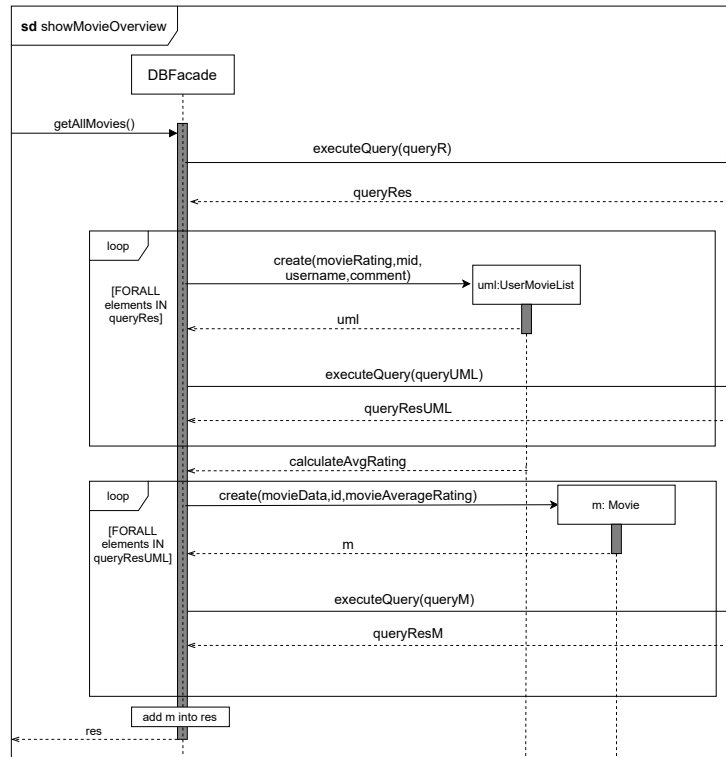 sd showMovieOverview
DBFacade
getAllMovies()
executeQuery(queryR)
queryRes
loop
[FORALL
elements IN
queryRes]
create(movieRating,mid,
username,comment)
uml:UserMovieList
uml
executeQuery(queryUML)
queryResUML
calculateAvgRating
loop
[FORALL
elements IN
queryResUML]
create(movieData,id,movieAverageRating)
m: Movie
m
executeQuery(queryM)
queryResM
add m into res
res